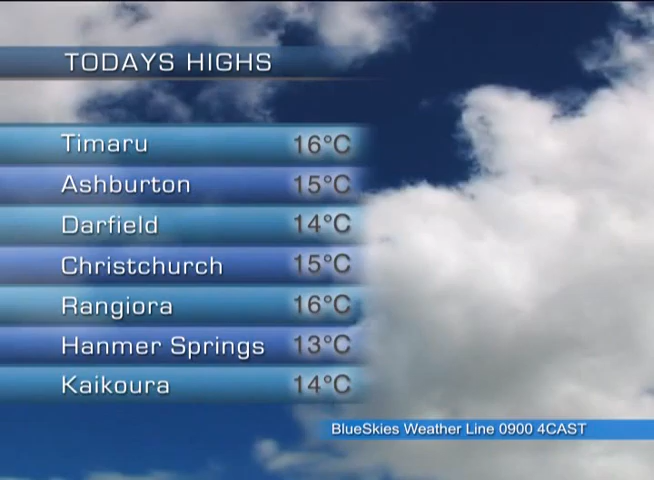 TODAYS HIGHS
Timaru 16°C
Ashburton 15°C
Darfield 14°C
Christchurch 15°C
Rangiora 16°C
Hanmer Springs 13°C
Kaikoura 14°C
BlueSkies Weather Line 0900 4CAST